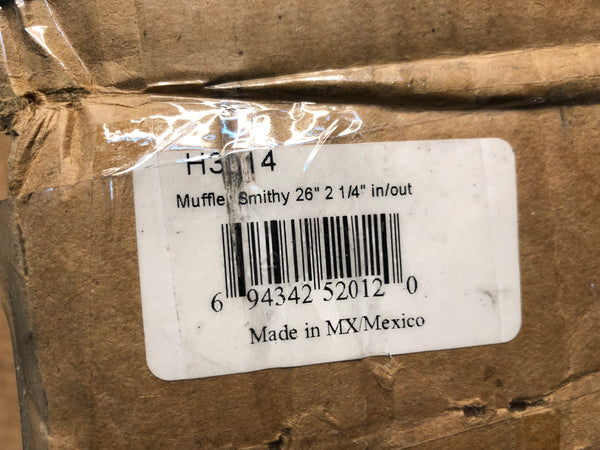 Muffler Smithy 26" 2 1/4" in/out
6 94342 52012 0
Made in MX/Mexico